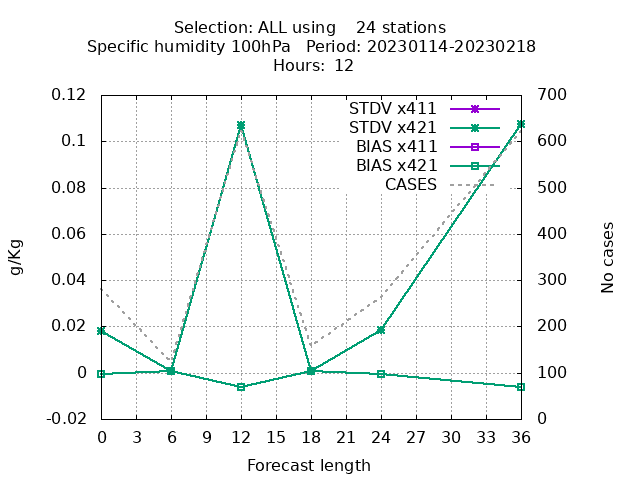 Selection: ALL using    24 stations
Specific humidity 100hPa   Period: 20230114-20230218
Hours:  12
STDV x411
STDV x421
BIAS x411
BIAS x421
CASES
0.12
0.1
0.08
0.06
0.04
0.02
0
-0.02
g/Kg
700
600
500
400
300
200
100
0
No cases
0 3 6 9 12 15 18 21 24 27 30 33 36
Forecast length